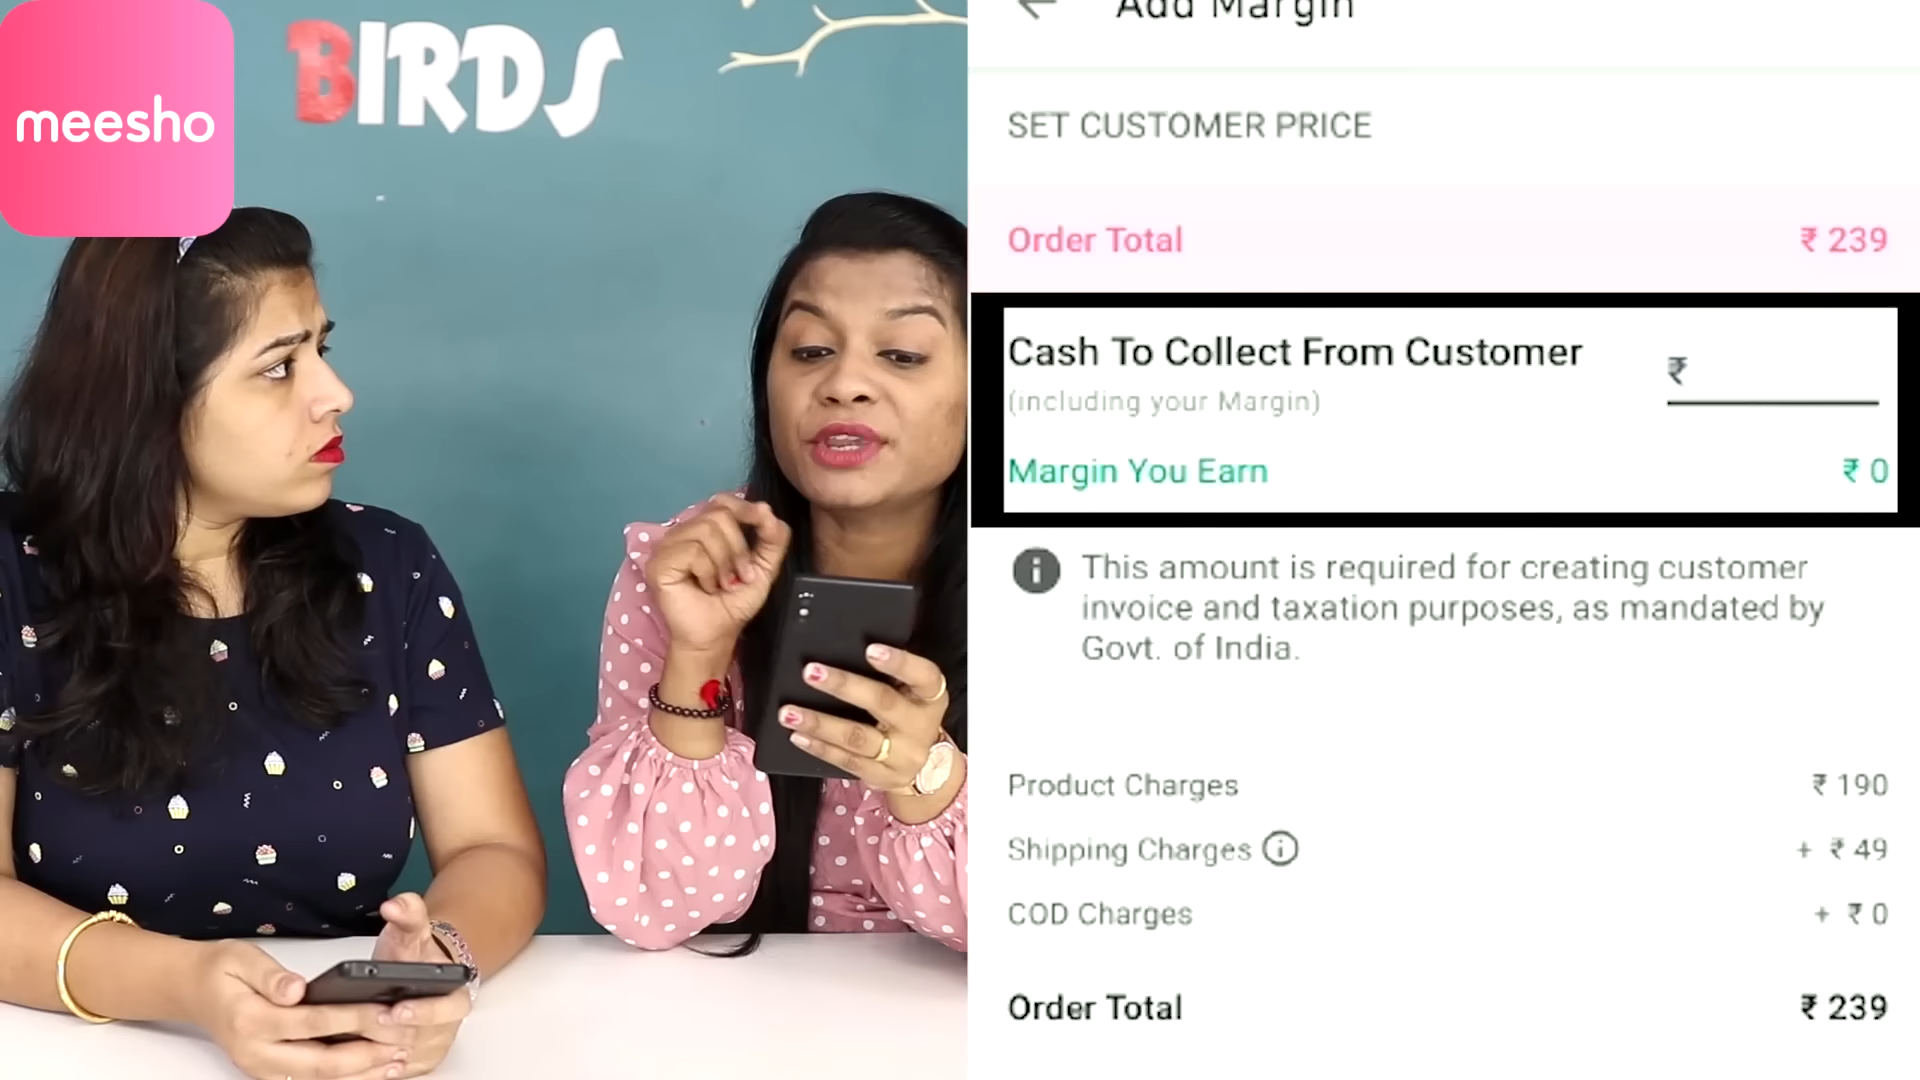 meesho
BIRDS
Add Margin
SET CUSTOMER PRICE
Order Total ₹ 239
Cash To Collect From Customer ₹
(including your Margin)
Margin You Earn ₹ 0
This amount is required for creating customer
invoice and taxation purposes, as mandated by
Govt. of India.
Product Charges ₹ 190
Shipping Charges + ₹ 49
COD Charges + ₹ 0
Order Total ₹ 239